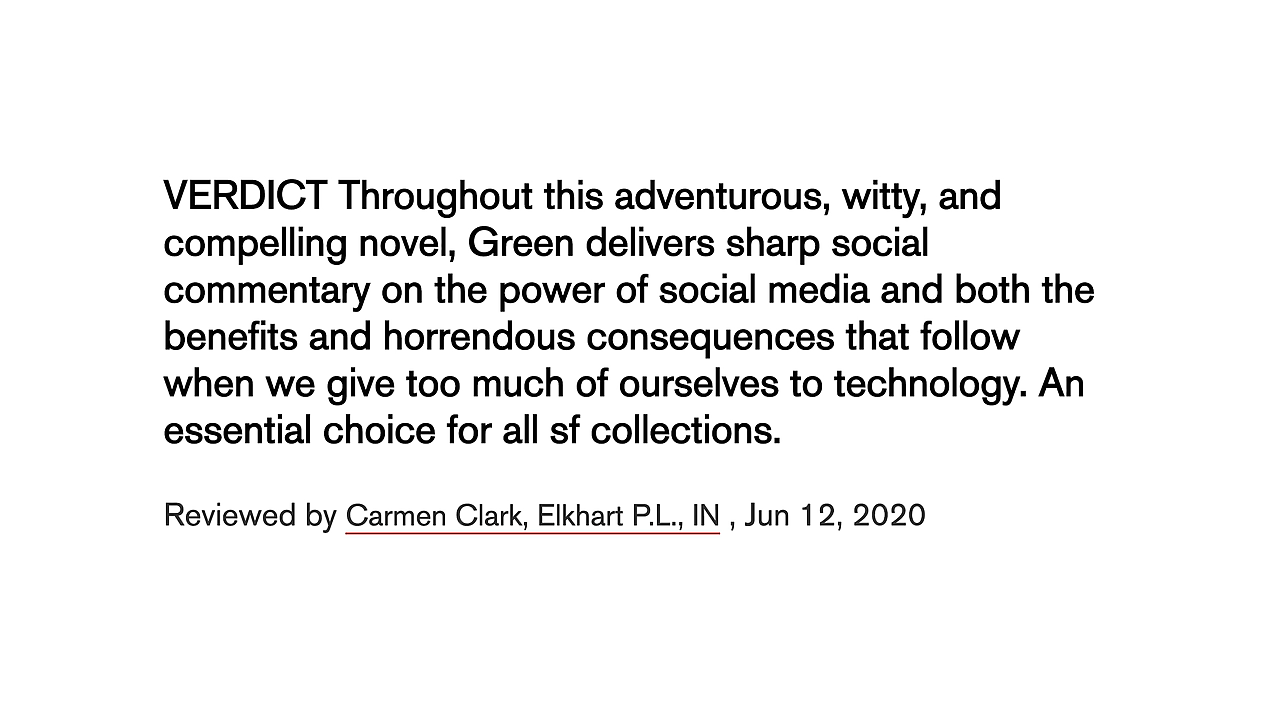 VERDICT Throughout this adventurous, witty, and
compelling novel, Green delivers sharp social
commentary on the power of social media and both the
benefits and horrendous consequences that follow
when we give too much of ourselves to technology. An
essential choice for all sf collections.
Reviewed by Carmen Clark, Elkhart P.L., IN , Jun 12, 2020